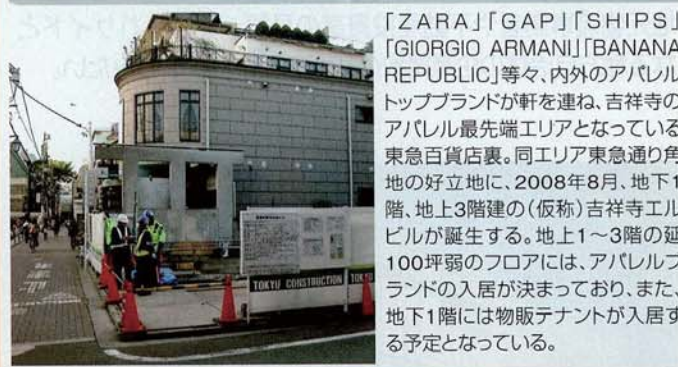 「ZARA」「GAP」「SHIPS」
「GIORGIO ARMANI」「BANANA
REPUBLIC」等々、内外のアパレル
トップブランドが軒を連ね、吉祥寺の
アパレル最先端エリアとなっている
東急百貨店裏。同エリア東急通り角
地の好立地に、2008年8月、地下1
階、地上3階建の(仮称)吉祥寺エル
ビルが誕生する。地上1～3階の延
100坪弱のフロアには、アパレルブ
ランドの入居が決まっており、また、
地下1階には物販テナントが入居す
る予定となっている。
TOKYU CONSTRUCTION